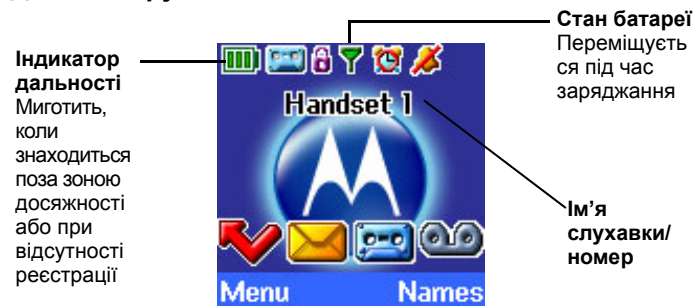 Індикатор
дальності
Миготить,
коли
знаходиться
поза зоною
досяжності
або при
відсутності
реєстрації
Handset 1
Menu Names
Стан батареї
Переміщуєть
ся під час
заряджання
Ім'я
слухавки/
номер